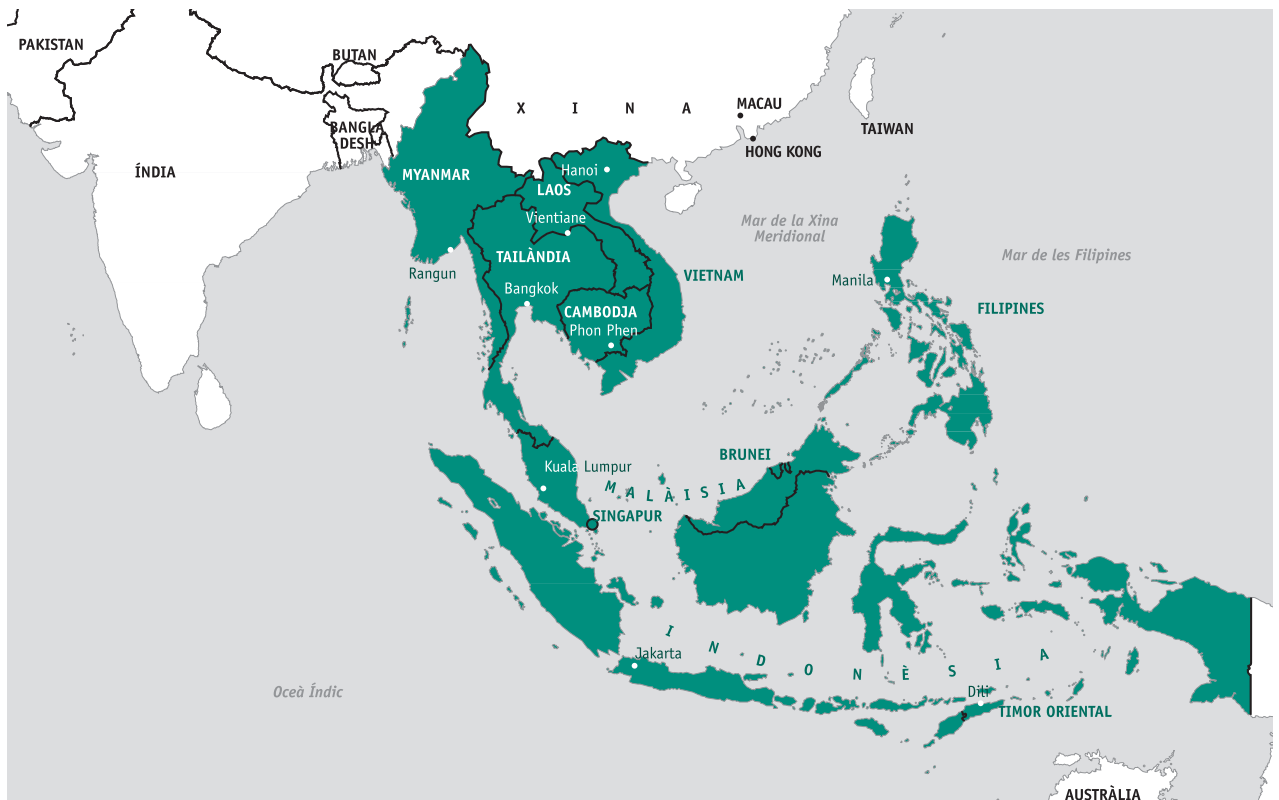 PAKISTAN
BUTAN
X I N A
MACAU
TAIWAN
HONG KONG
BANGLA
DESH
ÍNDIA
MYANMAR
Hanoi
LAOS
Vientiane
Mar de la Xina
Meridional
Mar de les Filipines
TAILÀNDIA
Rangun
VIETNAM
Manila
Bangkok
FILIPINES
CAMBODJA
Phon Phen
BRUNEI
Kuala Lumpur
MALÀISIA
SINGAPUR
INDONÈSIA
Jakarta
Oceà Índic
Dili
TIMOR ORIENTAL
AUSTRÀLIA